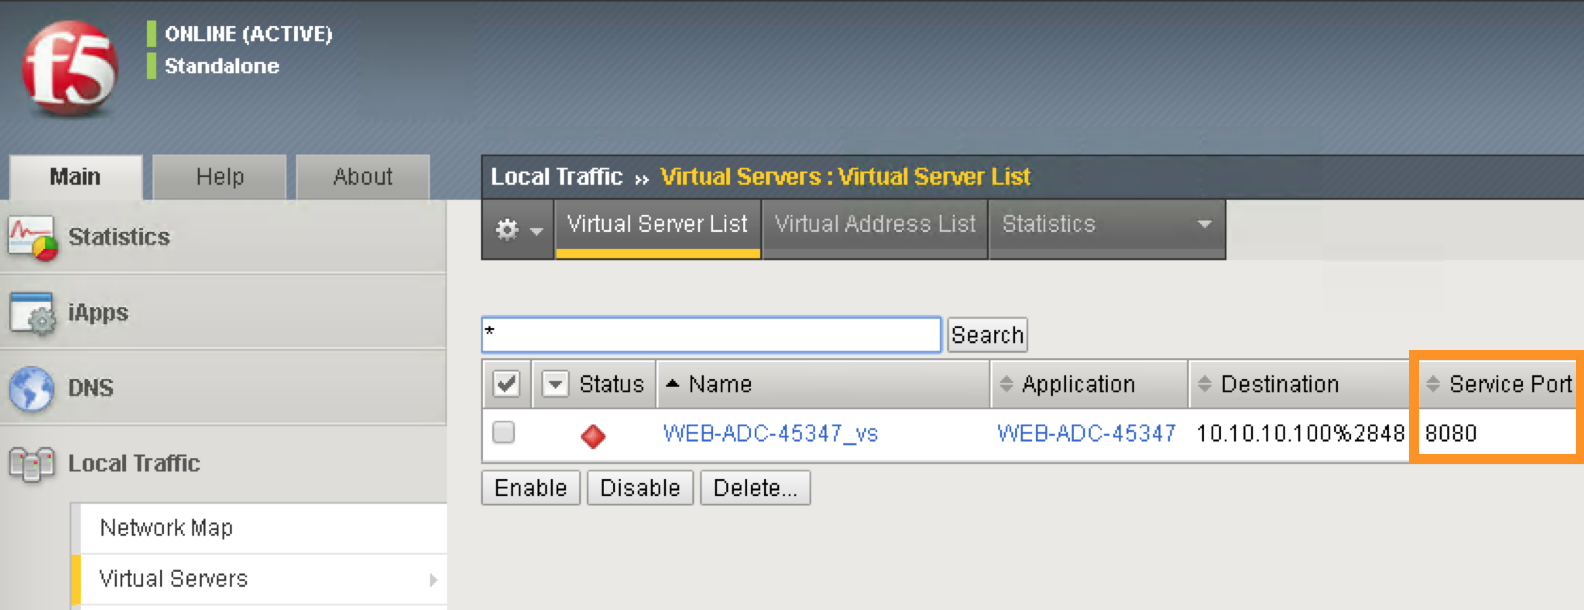 f5
ONLINE (ACTIVE)
Standalone
Main
Help
About
Local Traffic ›› Virtual Servers : Virtual Server List
Virtual Server List
Virtual Address List
Statistics
Statistics
iApps
DNS
Local Traffic
Network Map
Virtual Servers
*
Search
Status Name Application Destination Service Port
WEB-ADC-45347_vs WEB-ADC-45347 10.10.10.100%2848 8080
Enable Disable Delete...